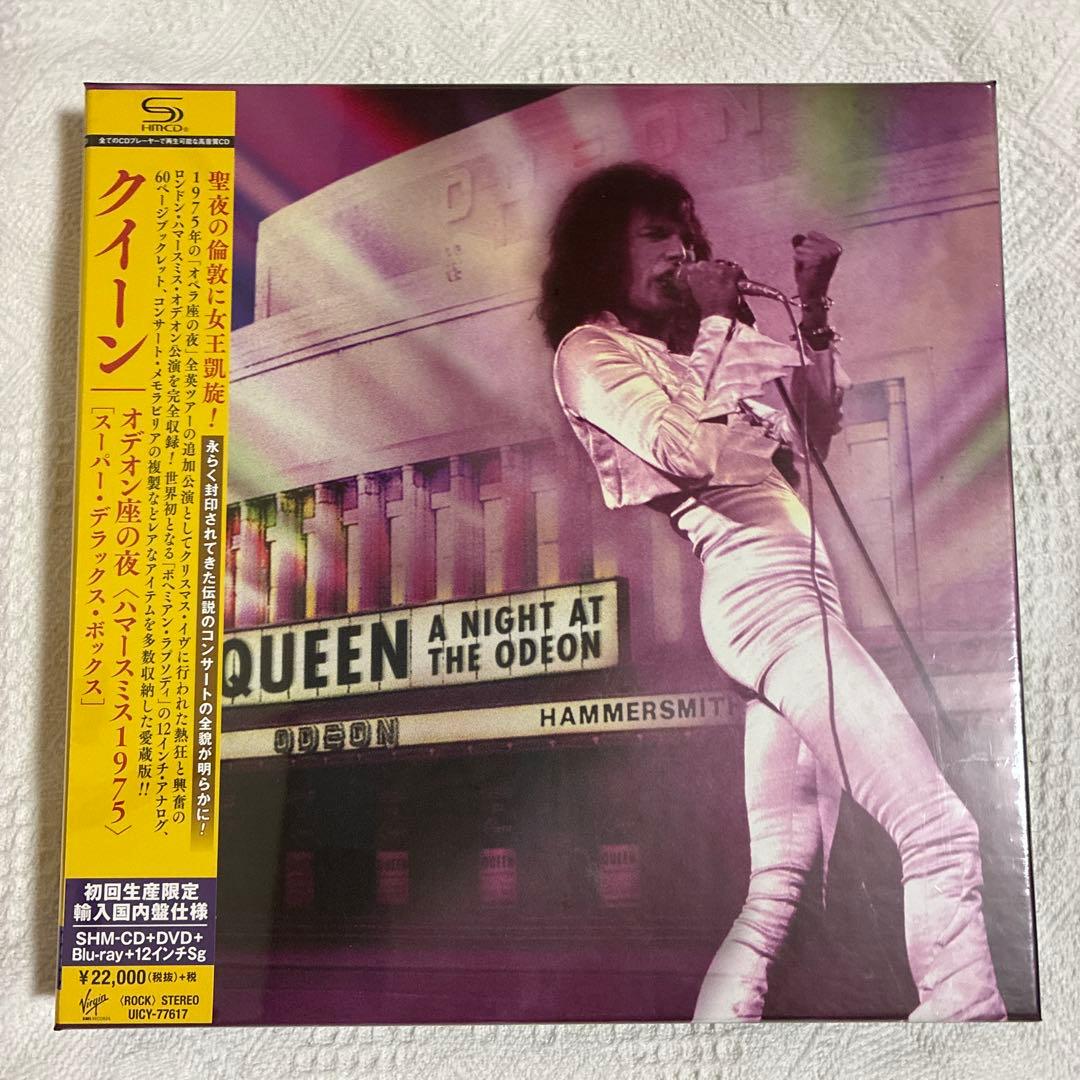 SHMCD®
全てのCDプレーヤーで再生可能な高音質CD
クイーン
オデオン座の夜〈ハマースミス1975〉
[スーパー・デラックス・ボックス]
聖夜の倫敦に女王凱旋!
永らく封印されてきた伝説のコンサートの全貌が明らかに!
1975年の「オペラ座の夜」全英ツアーの追加公演としてクリスマス・イヴに行われた熱狂と興奮の
ロンドン・ハマースミス・オデオン公演を完全収録! 世界初となる「ボヘミアン・ラプソディ」の12インチ・アナログ、
60ページブックレット、コンサート・メモラビリアの複製などレアなアイテムを多数収納した愛蔵版!!
初回生産限定
輸入国内盤仕様
SHM-CD+DVD+
Blu-ray+12インチSg
¥22,000(税抜)+税
Virgin
EMI RECORDS
〈ROCK〉 STEREO
UICY-77617
ODEON
QUEEN
A NIGHT AT
THE ODEON
HAMMERSMITH
ODEON
QUEEN
QUEEN
QUEEN